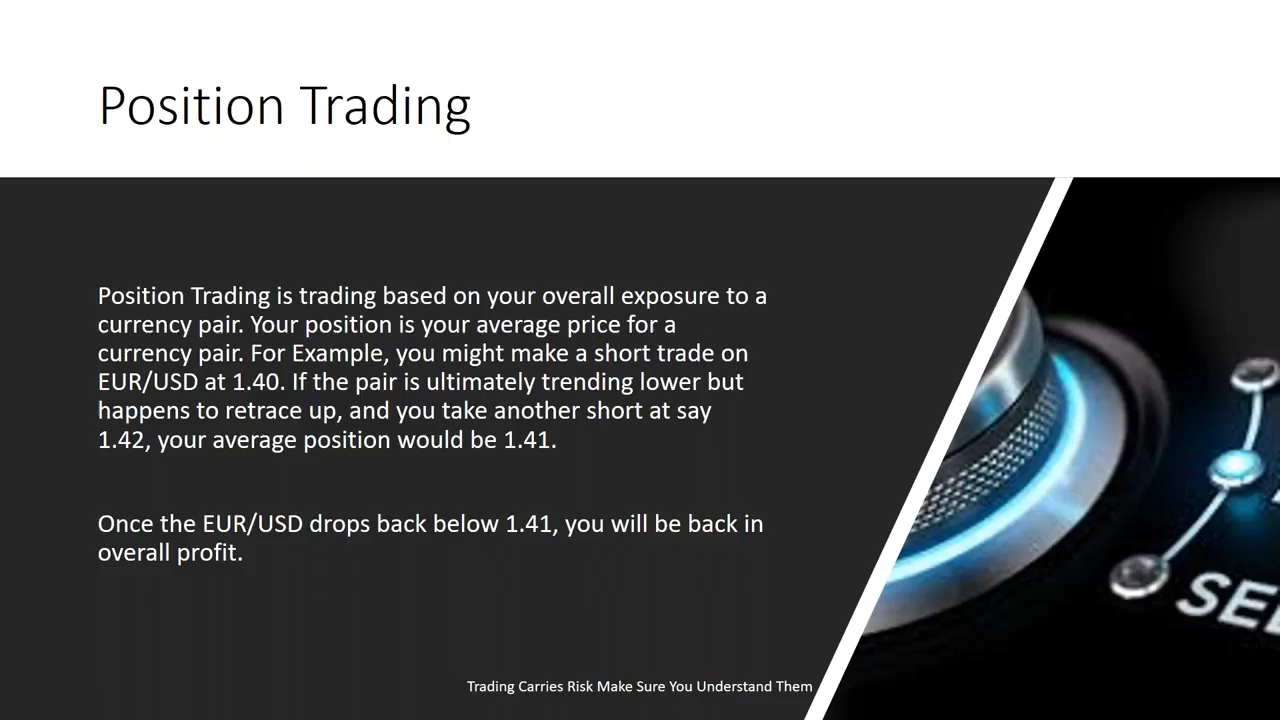 Position Trading
Position Trading is trading based on your overall exposure to a
currency pair. Your position is your average price for a
currency pair. For Example, you might make a short trade on
EUR/USD at 1.40. If the pair is ultimately trending lower but
happens to retrace up, and you take another short at say
1.42, your average position would be 1.41.
Once the EUR/USD drops back below 1.41, you will be back in
overall profit.
Trading Carries Risk Make Sure You Understand Them